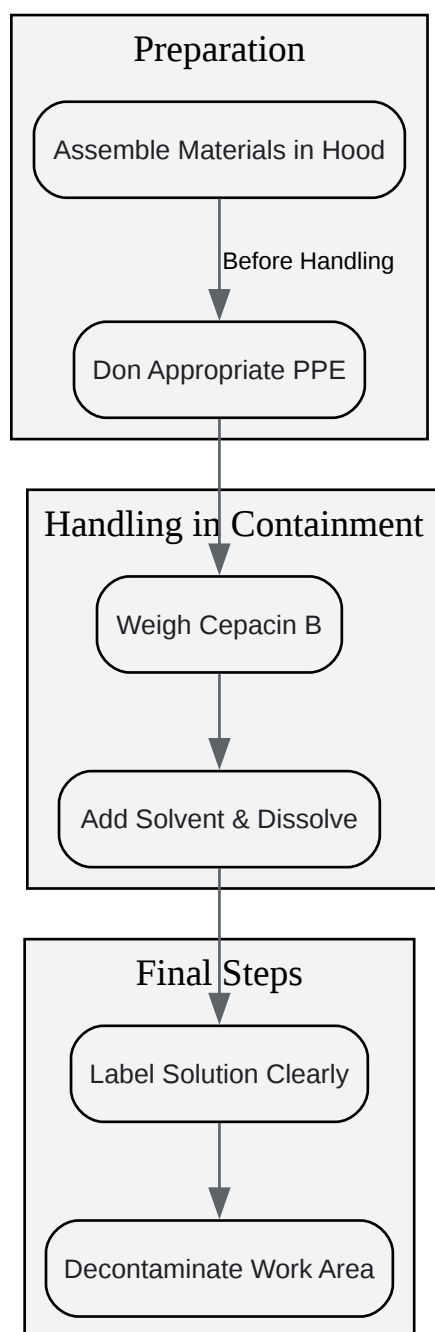 Preparation
Assemble Materials in Hood
Before Handling
Don Appropriate PPE
Handling in Containment
Weigh Cepacin B
Add Solvent & Dissolve
Final Steps
Label Solution Clearly
Decontaminate Work Area